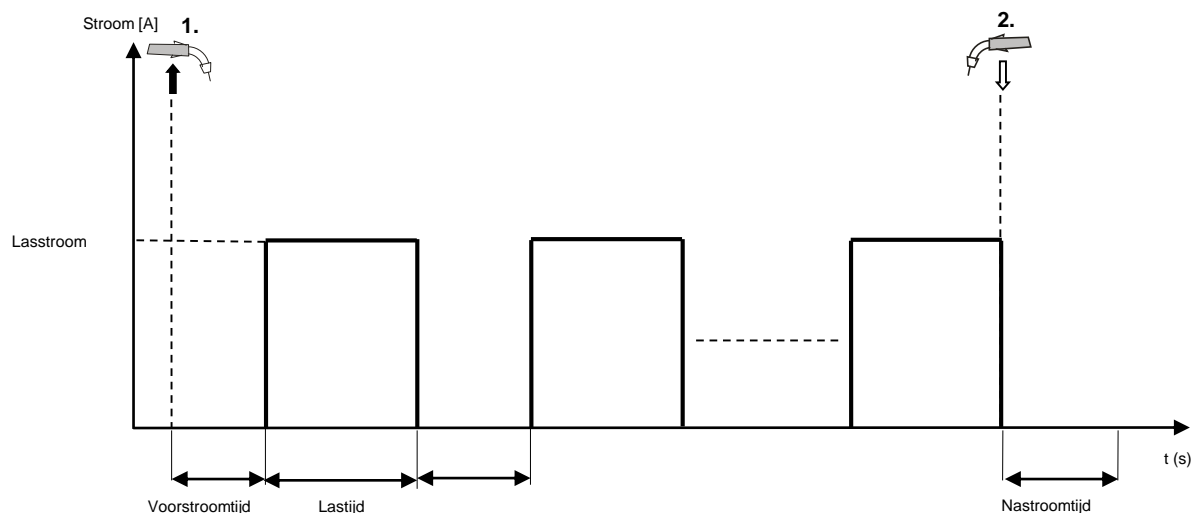 Stroom [A]
1.
2.
Lasstroom
t (s)
Voorstroomtijd
Lastijd
Nastroomtijd